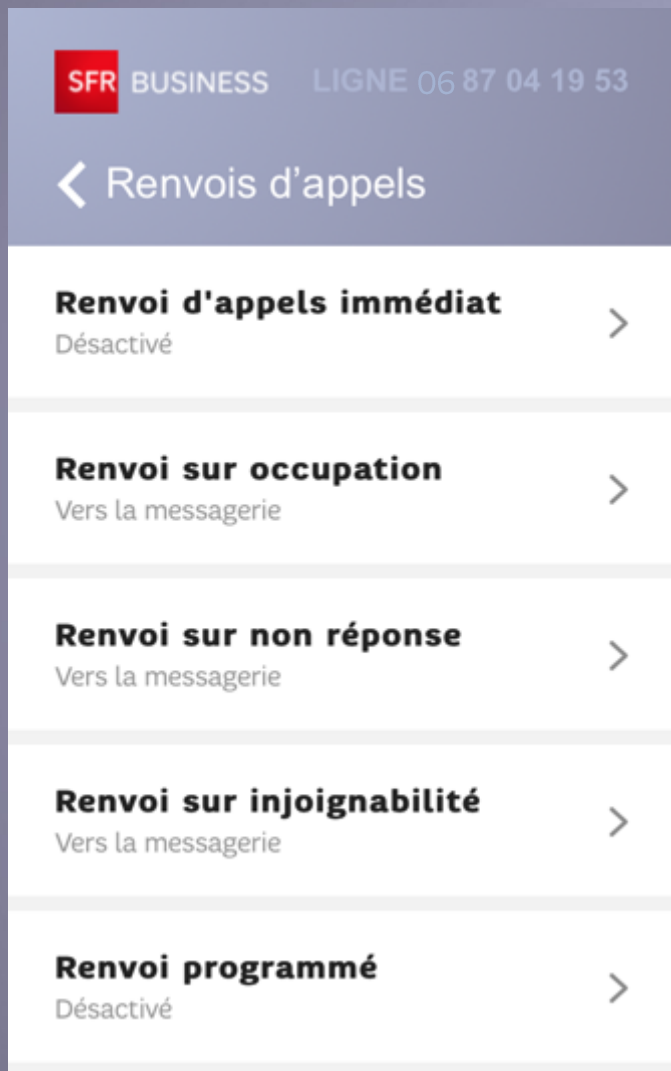 SFR BUSINESS LIGNE 06 87 04 19 53
Renvois d’appels
Renvoi d'appels immédiat
Désactivé
Renvoi sur occupation
Vers la messagerie
Renvoi sur non réponse
Vers la messagerie
Renvoi sur injoignabilité
Vers la messagerie
Renvoi programmé
Désactivé